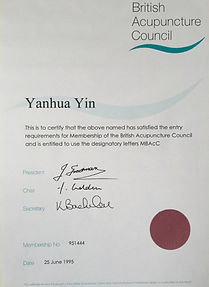 British
Acupuncture
Council
Yanhua Yin
This is to certify that the above named has satisfied the entry
requirements for Membership of the British Acupuncture Council
and is entitled to use the designatory letters MBAcC
President
Chair
Secretary
Membership No 951444
Date 25 June 1995